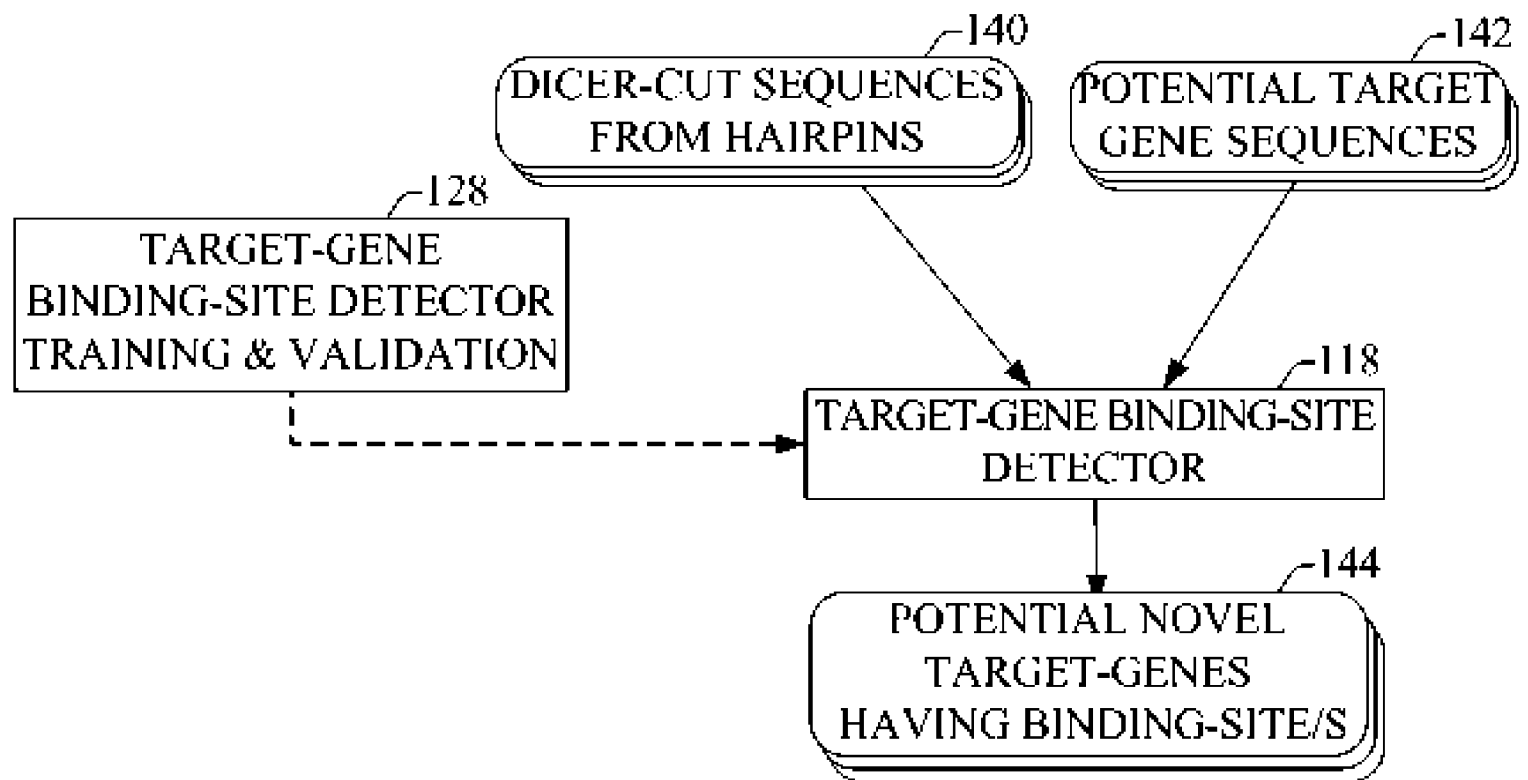 140
DICER-CUT SEQUENCES
FROM HAIRPINS
142
POTENTIAL TARGET
GENE SEQUENCES
128
TARGET-GENE
BINDING-SITE DETECTOR
TRAINING & VALIDATION
118
TARGET-GENE BINDING-SITE
DETECTOR
144
POTENTIAL NOVEL
TARGET-GENES
HAVING BINDING-SITE/S